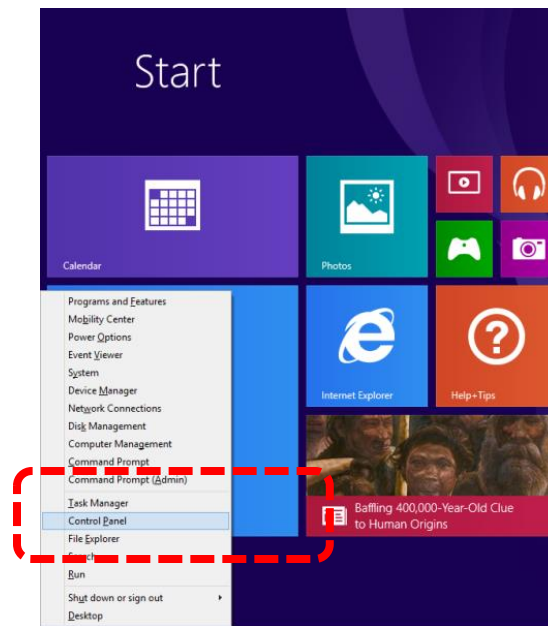 Start
Calendar
Photos
Internet Explorer
Help+Tips
Baffling 400,000-Year-Old Clue
to Human Origins
Programs and Features
Mobility Center
Power Options
Event Viewer
System
Device Manager
Network Connections
Disk Management
Computer Management
Command Prompt
Command Prompt (Admin)
Task Manager
Control Panel
File Explorer
Search
Run
Shut down or sign out
Desktop